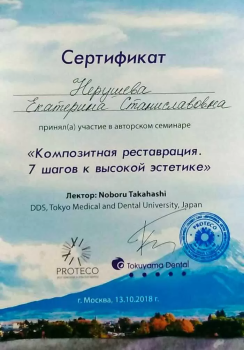 Сертификат
Нерушева
Екатерина Станиславовна
принял(а) участие в авторском семинаре
«Композитная реставрация.
7 шагов к высокой эстетике»
Лектор: Noboru Takahashi
DDS, Tokyo Medical and Dental University, Japan
PROTECO
Tokuyama Dental
г. Москва, 13.10.2018 г.